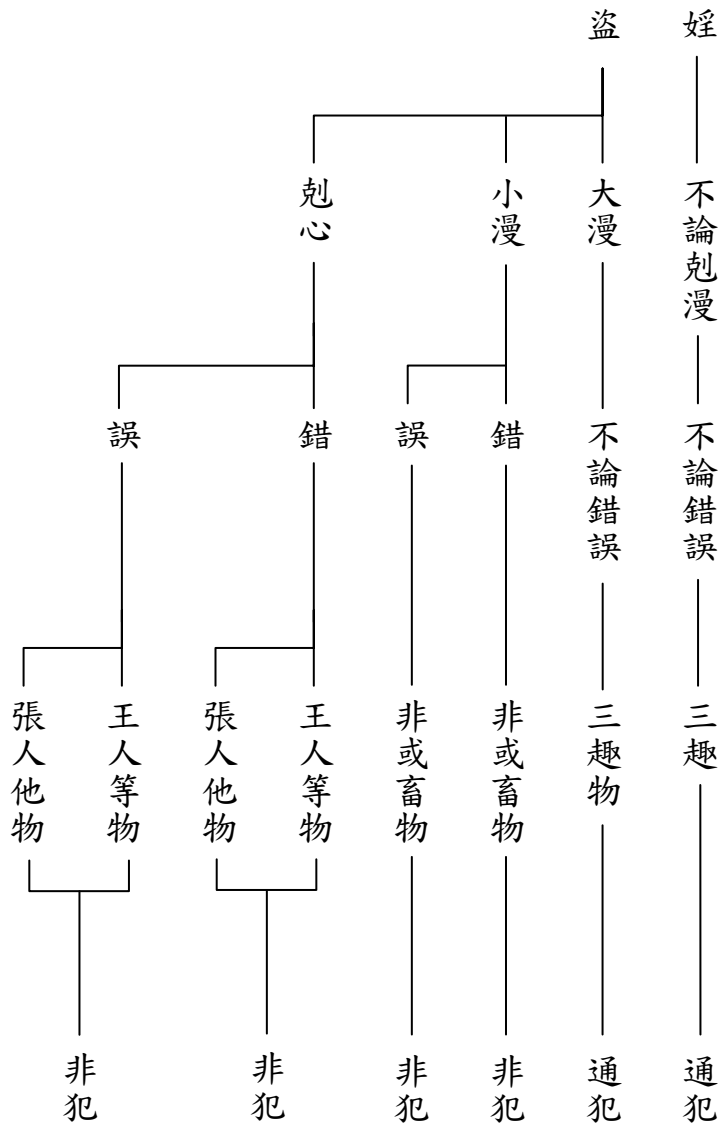 婬
不論剋漫
不論錯誤
三趣
通犯
盜
大漫
不論錯誤
三趣物
通犯
小漫
錯
非或畜物
非犯
誤
非或畜物
非犯
剋心
錯
王人等物
張人他物
非犯
誤
王人等物
張人他物
非犯